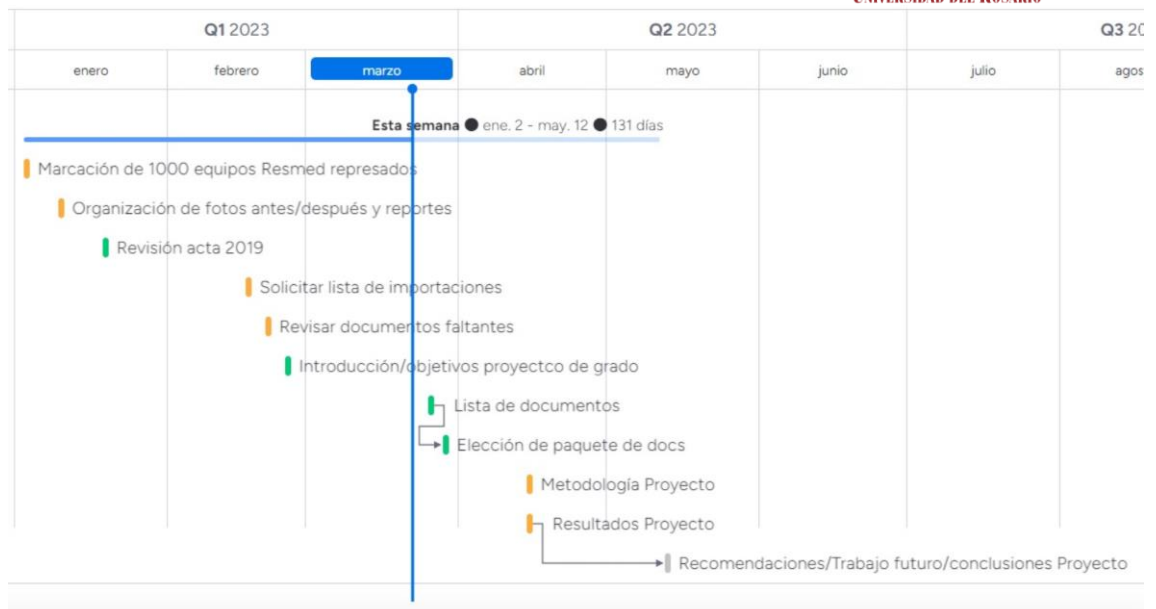 UNIVERSIDAD DEL ROSARIO
Q1 2023
Q2 2023
Q3 20
enero
febrero
marzo
abril
mayo
junio
julio
agos
Esta semana ● ene. 2 - may. 12 ● 131 días
Marcación de 1000 equipos Resmed represados
Organización de fotos antes/después y reportes
Revisión acta 2019
Solicitar lista de importaciones
Revisar documentos faltantes
Introducción/objetivos proyectco de grado
Lista de documentos
Elección de paquete de docs
Metodología Proyecto
Resultados Proyecto
Recomendaciones/Trabajo futuro/conclusiones Proyecto